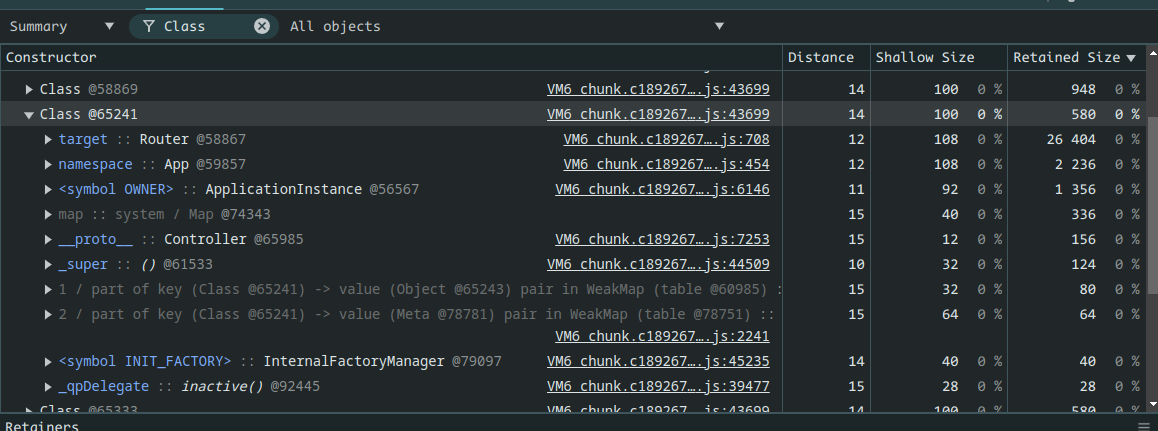 Summary ▼ Class All objects ▼
Constructor Distance Shallow Size Retained Size ▼
▶ Class @58869 VM6 chunk.c189267….js:43699 14 100 0 % 948 0 %
▼ Class @65241 VM6 chunk.c189267….js:43699 14 100 0 % 580 0 %
▶ target :: Router @58867 VM6 chunk.c189267….js:708 12 108 0 % 26 404 0 %
▶ namespace :: App @59857 VM6 chunk.c189267….js:454 12 108 0 % 2 236 0 %
▶ <symbol OWNER> :: ApplicationInstance @56567 VM6 chunk.c189267….js:6146 11 92 0 % 1 356 0 %
▶ map :: system / Map @74343 15 40 0 % 336 0 %
▶ __proto__ :: Controller @65985 VM6 chunk.c189267….js:7253 15 12 0 % 156 0 %
▶ _super :: () @61533 VM6 chunk.c189267….js:44509 10 32 0 % 124 0 %
▶ 1 / part of key (Class @65241) -> value (Object @65243) pair in WeakMap (table @60985) : 15 32 0 % 80 0 %
▶ 2 / part of key (Class @65241) -> value (Meta @78781) pair in WeakMap (table @78751) :: 15 64 0 % 64 0 %
VM6 chunk.c189267….js:2241
▶ <symbol INIT_FACTORY> :: InternalFactoryManager @79097 VM6 chunk.c189267….js:45235 14 40 0 % 40 0 %
▶ _qpDelegate :: inactive() @92445 VM6 chunk.c189267….js:39477 15 28 0 % 28 0 %
▶ Class @65333 VM6 chunk.c189267….js:43699 14 100 0 % 580 0 %
Retainers